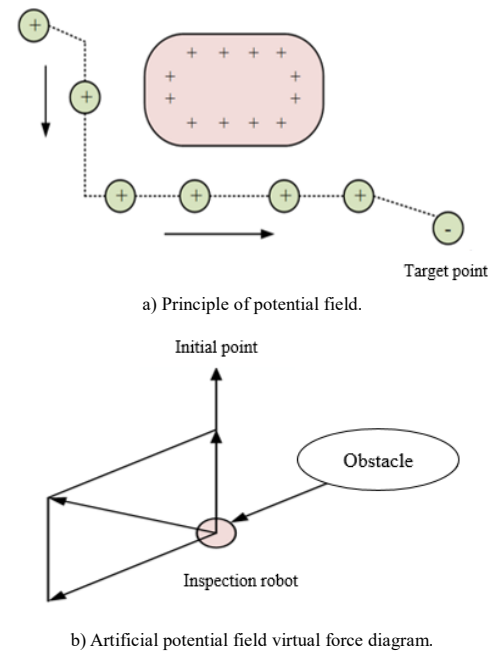 +
+ + + +
+ +
+
+ +
+ + + +
+ + + +
-
Target point
a) Principle of potential field.
Initial point
Obstacle
Inspection robot
b) Artificial potential field virtual force diagram.